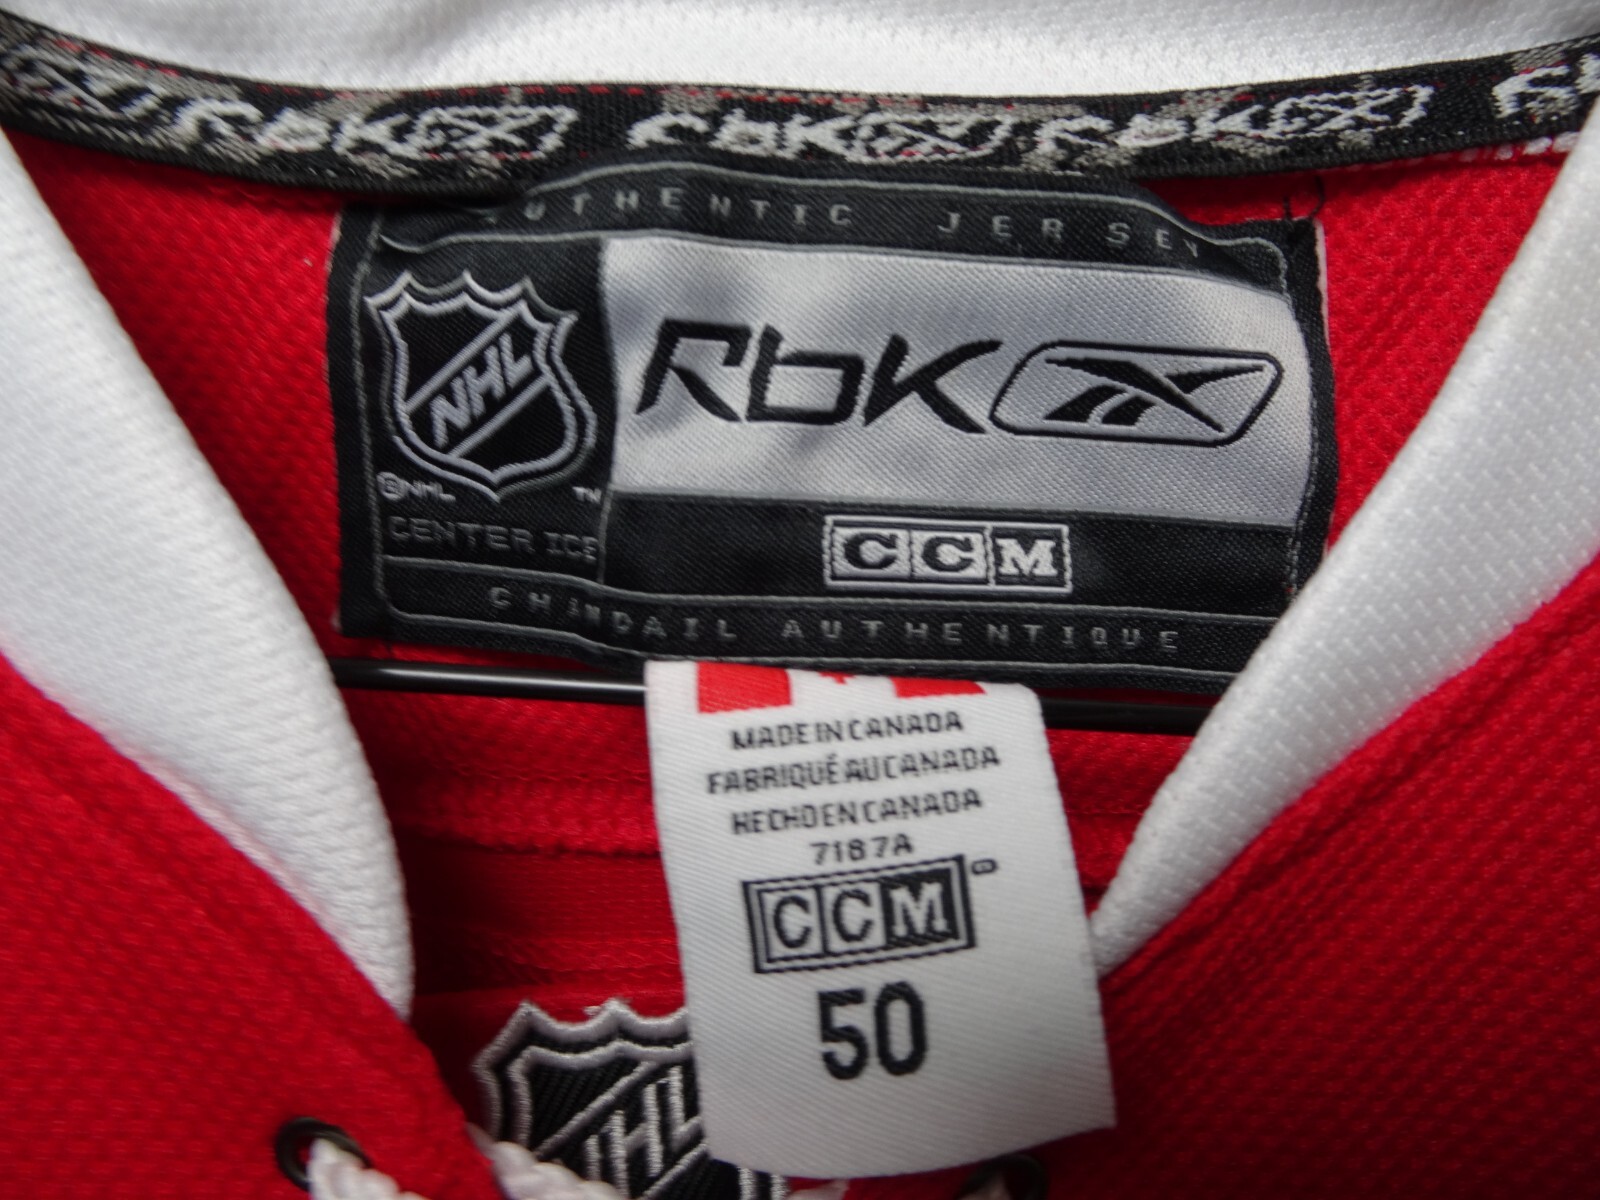 RbK RbK RbK
AUTHENTIC JERSEY
NHL
RbK
©NHL TM
CENTER ICE
CCM
CHANDAIL AUTHENTIQUE
MADE IN CANADA
FABRIQUÉ AU CANADA
HECHO EN CANADA
7187A
CCM®
50
NHL